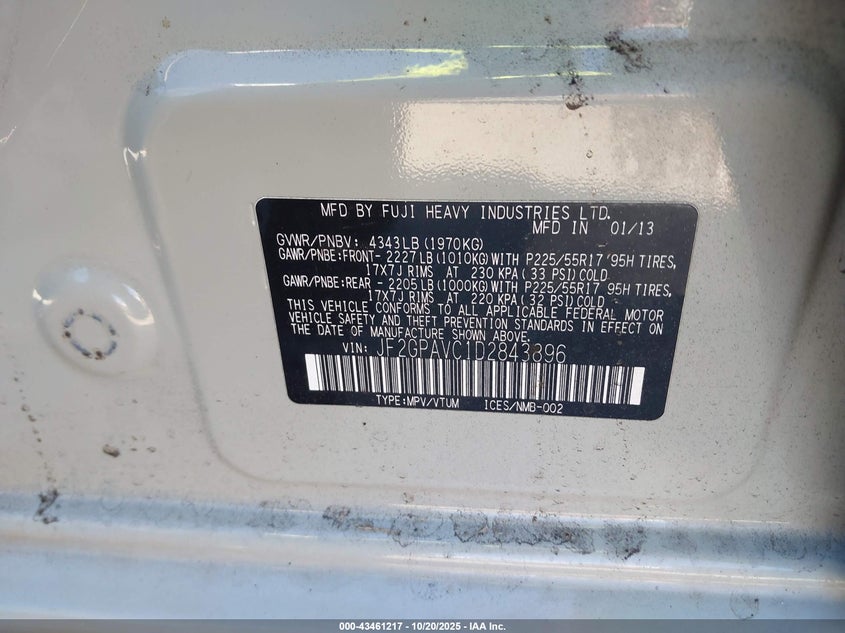 MFD BY FUJI HEAVY INDUSTRIES LTD.
MFD IN 01/13
GVWR/PNBV: 4343LB (1970KG)
GAWR/PNBE:FRONT- 2227LB(1010KG)WITH P225/55R17 95H TIRES,
17X7J RIMS AT 230KPA(33 PSI)COLD
GAWR/PNBE:REAR - 2205LB(1000KG)WITH P225/55R17 95H TIRES,
17X7J RIMS AT 220KPA(32 PSI)COLD
THIS VEHICLE CONFORMS TO ALL APPLICABLE FEDERAL MOTOR
VEHICLE SAFETY AND THEFT PREVENTION STANDARDS IN EFFECT ON
THE DATE OF MANUFACTURE SHOWN ABOVE.
VIN: JF2GPAVC1D2843896
TYPE:MPV/VTUM ICES/NMB-002
000-43461217 - 10/20/2025 - IAA Inc.